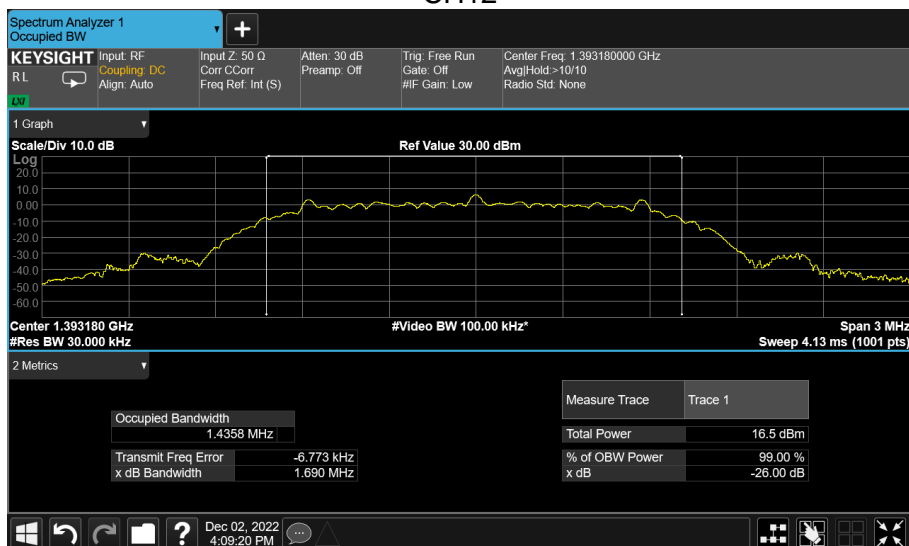 Spectrum Analyzer 1
Occupied BW
+
KEYSIGHT
R L
LXI
Input: RF
Coupling: DC
Align: Auto
Input Z: 50 Ω
Corr CCorr
Freq Ref: Int (S)
Atten: 30 dB
Preamp: Off
Trig: Free Run
Gate: Off
#IF Gain: Low
Center Freq: 1.393180000 GHz
Avg|Hold:>10/10
Radio Std: None
1 Graph
Scale/Div 10.0 dB
Ref Value 30.00 dBm
Log
20.0
10.0
0.00
-10.0
-20.0
-30.0
-40.0
-50.0
-60.0
Center 1.393180 GHz
#Video BW 100.00 kHz*
Span 3 MHz
#Res BW 30.000 kHz
Sweep 4.13 ms (1001 pts)
2 Metrics
Measure Trace Trace 1
Occupied Bandwidth
1.4358 MHz
Total Power 16.5 dBm
Transmit Freq Error -6.773 kHz
% of OBW Power 99.00 %
x dB Bandwidth 1.690 MHz
x dB -26.00 dB
?
Dec 02, 2022
4:09:20 PM